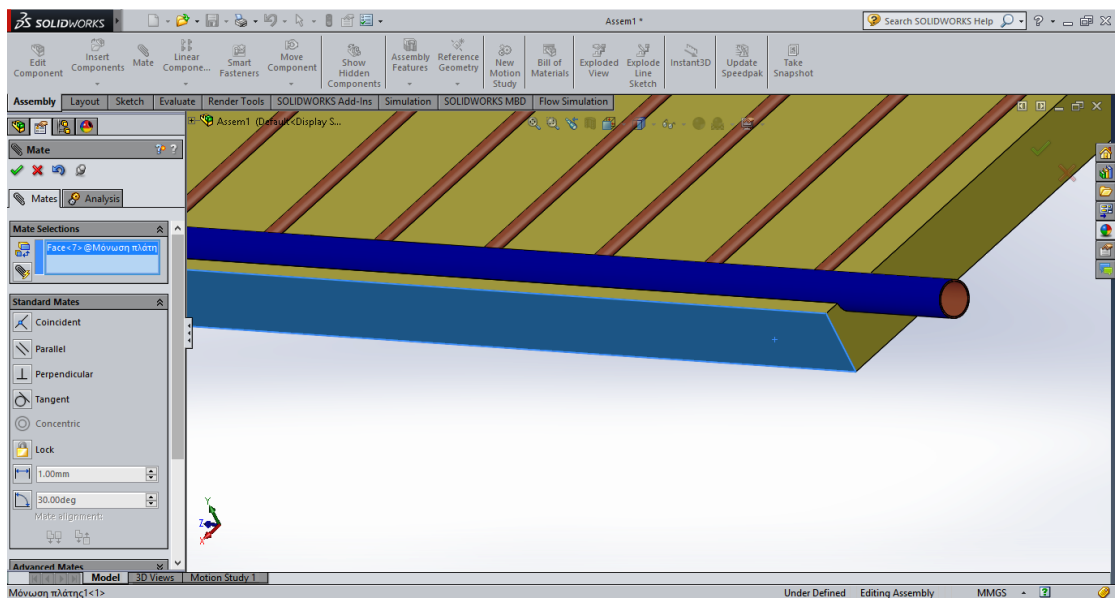 SOLIDWORKS
Assem1 *
Search SOLIDWORKS Help
Edit Component
Insert Components
Mate
Linear Compone...
Smart Fasteners
Move Component
Show Hidden Components
Assembly Features
Reference Geometry
New Motion Study
Bill of Materials
Exploded View
Explode Line Sketch
Instant3D
Update Speedpak
Take Snapshot
Assembly Layout Sketch Evaluate Render Tools SOLIDWORKS Add-Ins Simulation SOLIDWORKS MBD Flow Simulation
Assem1 (Default<Display S...
Mate
Mates Analysis
Mate Selections
Face<7>@Μόνωση πλάτη
Standard Mates
Coincident
Parallel
Perpendicular
Tangent
Concentric
Lock
1.00mm
30.00deg
Mate alignment:
Advanced Mates
Y
Z
X
Model 3D Views Motion Study 1
Μόνωση πλάτης1<1> Under Defined Editing Assembly MMGS